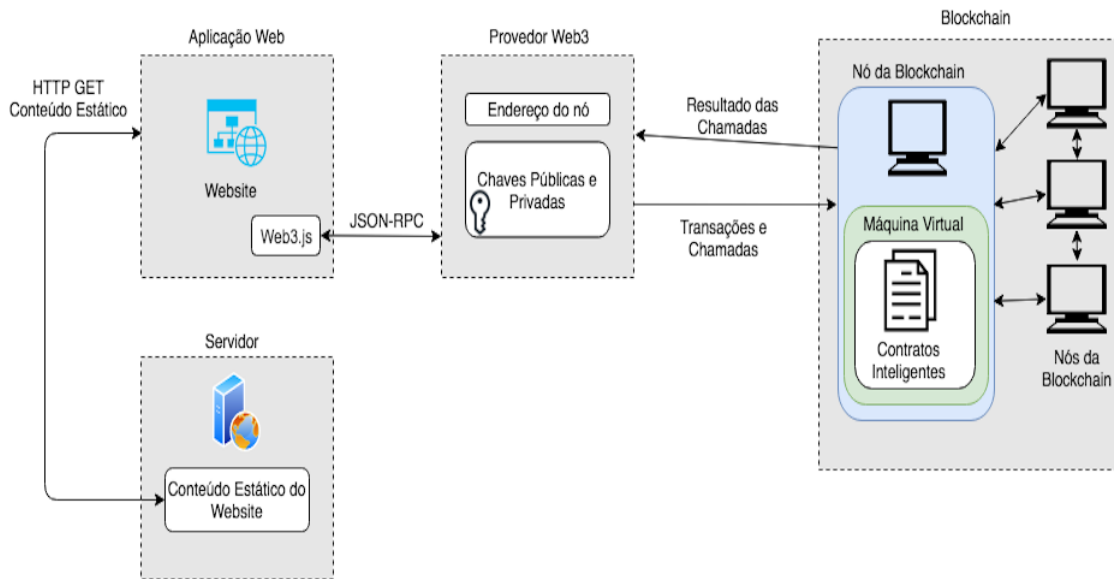 Aplicação Web
HTTP GET
Conteúdo Estático
Website
Web3.js
JSON-RPC
Servidor
Conteúdo Estático do
Website
Provedor Web3
Endereço do nó
Chaves Públicas e
Privadas
Resultado das
Chamadas
Transações e
Chamadas
Blockchain
Nó da Blockchain
Máquina Virtual
Contratos
Inteligentes
Nós da
Blockchain